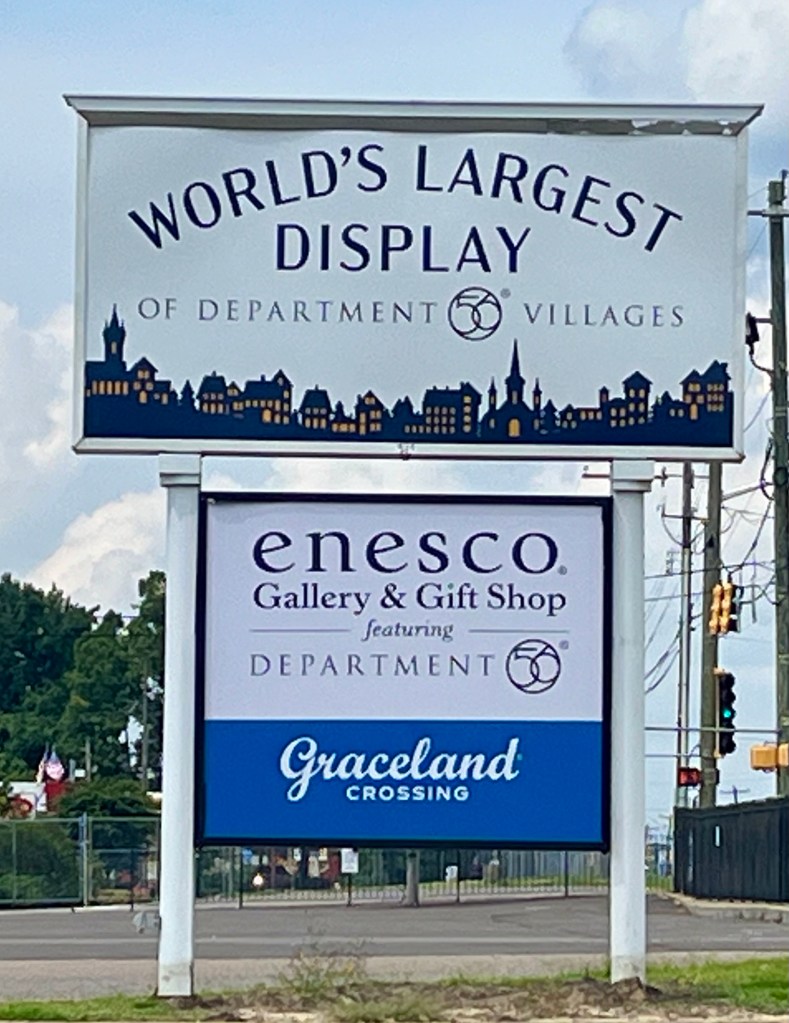 WORLD'S LARGEST
DISPLAY
OF DEPARTMENT 56® VILLAGES
enesco®
Gallery & Gift Shop
featuring
DEPARTMENT 56®
Graceland
CROSSING